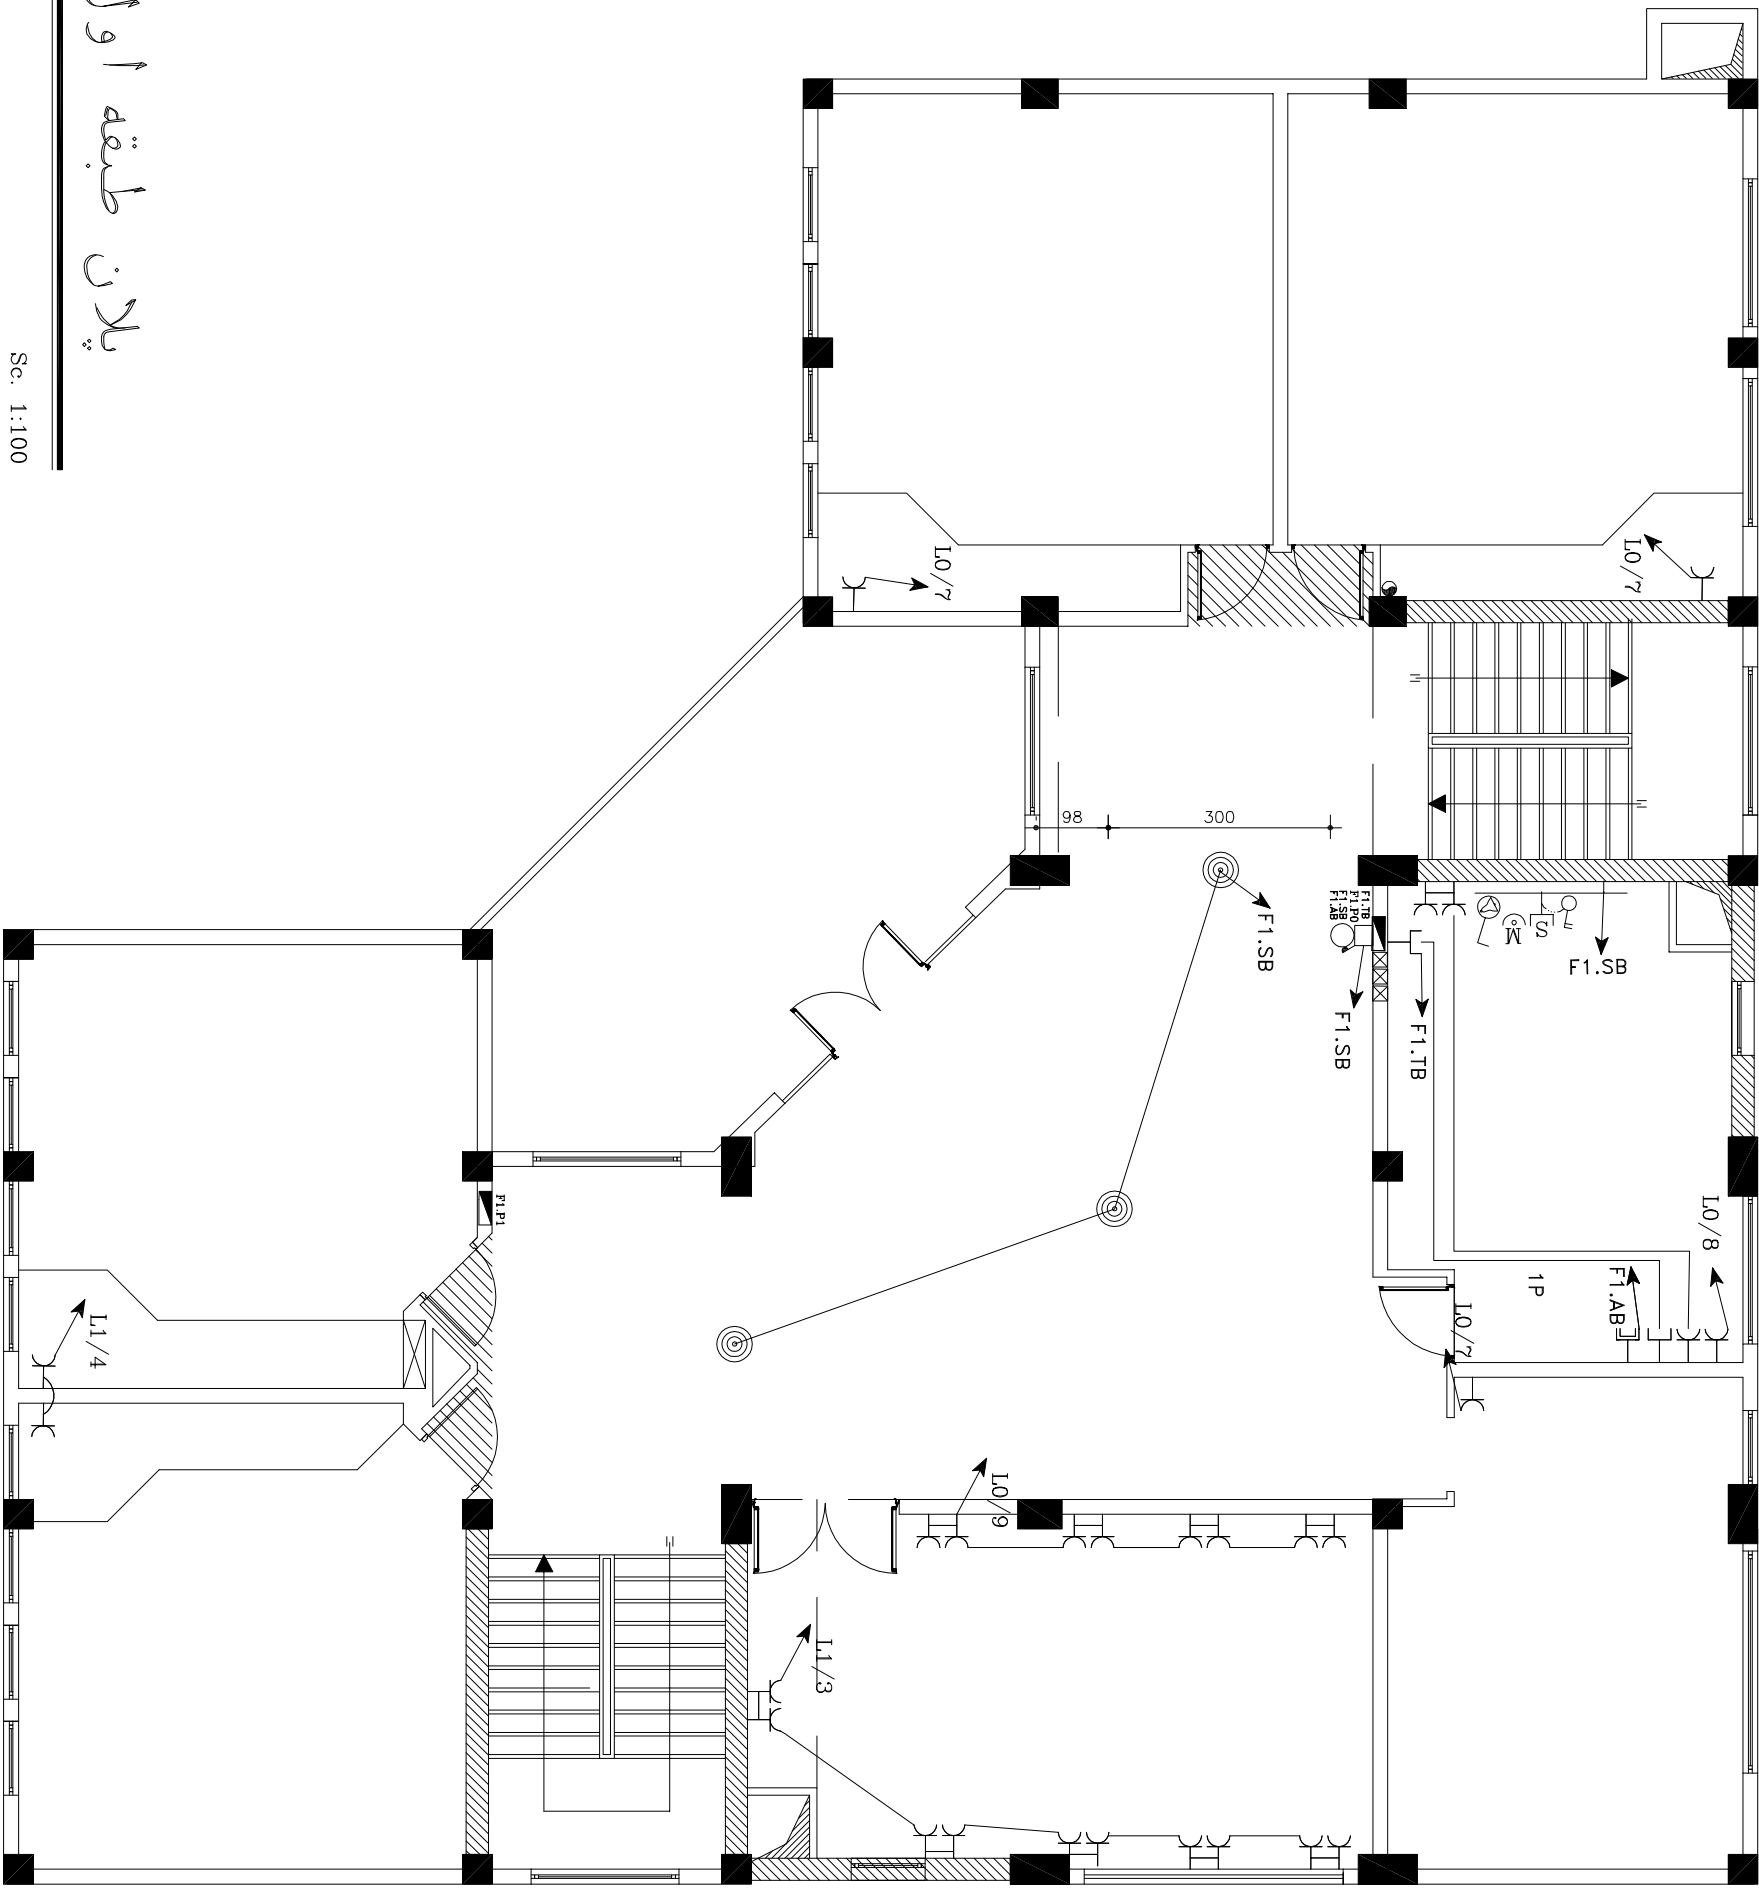 پلان طبقه
Sc. 1:100
L0/7
L0/7
98
300
F1.SB
F1.TB
F1.P0
F1.SB
F1.AB
F1.SB
F1.TB
M
S
F1.SB
L0/8
F1.AB
1P
L0/7
F1.P1
L1/4
L0/9
L1/3